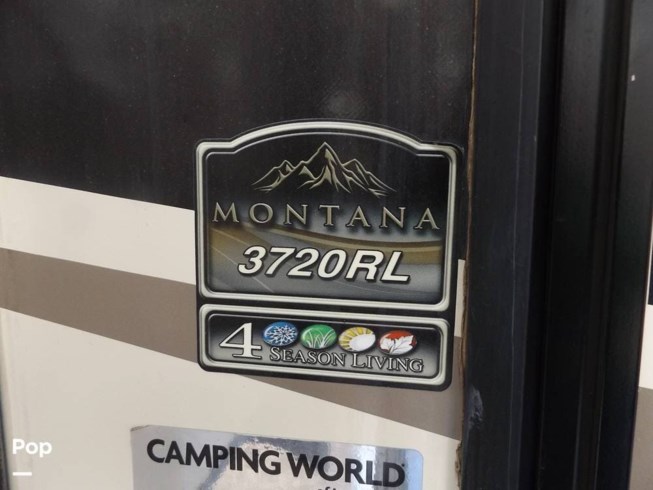 MONTANA
3720RL
4 SEASON LIVING
CAMPING WORLD
Pop